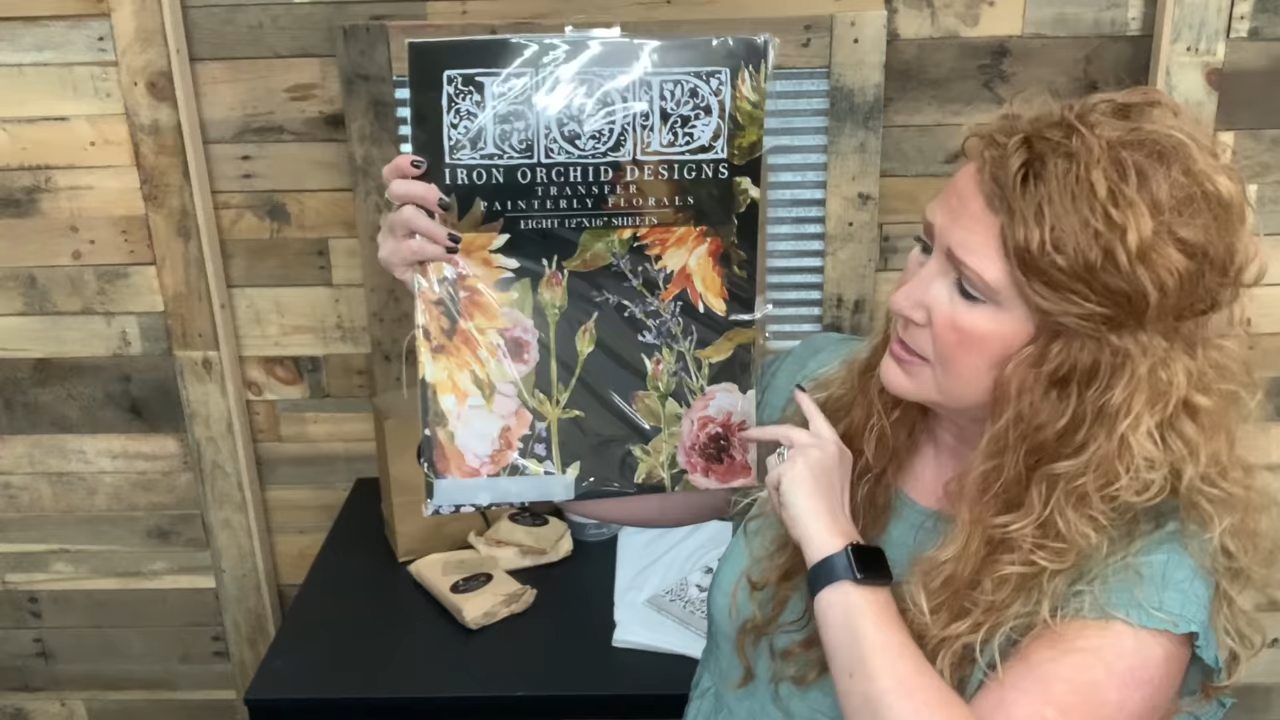 IOD
IRON ORCHID DESIGNS
TRANSFER
PAINTERLY FLORALS
EIGHT 12"X16" SHEETS